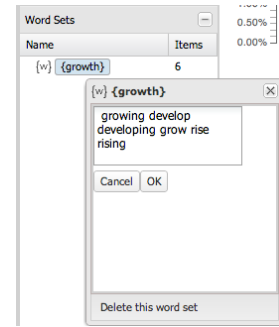 Word Sets
Name Items
{w} {growth} 6
0.50%
0.00%
{w} {growth}
growing develop
developing grow rise
rising
Cancel OK
Delete this word set